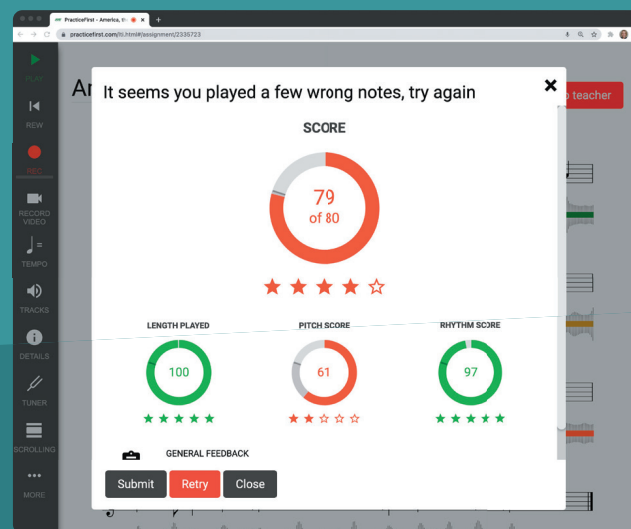 PracticeFirst - America, th
practicefirst.com/lti.html#/assignment/2335723
PLAY
REW
REC
RECORD
VIDEO
TEMPO
TRACKS
DETAILS
TUNER
SCROLLING
MORE
Am
o teacher
It seems you played a few wrong notes, try again
SCORE
79
of 80
LENGTH PLAYED
PITCH SCORE
RHYTHM SCORE
100
61
97
GENERAL FEEDBACK
Submit
Retry
Close